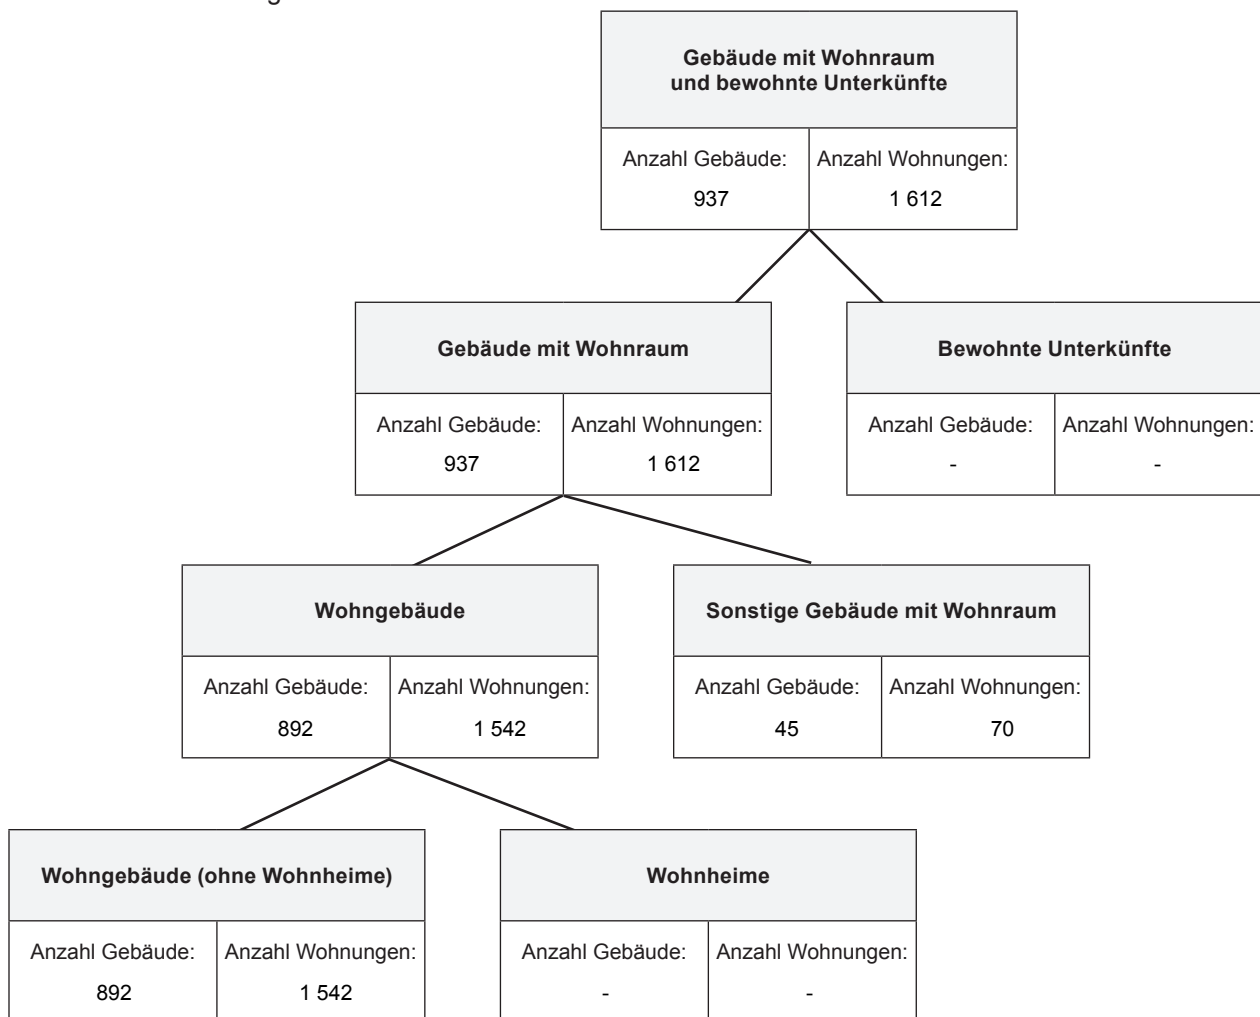 Gebäude mit Wohnraum
und bewohnte Unterkünfte
Anzahl Gebäude: Anzahl Wohnungen:
937 1 612
Gebäude mit Wohnraum
Anzahl Gebäude: Anzahl Wohnungen:
937 1 612
Bewohnte Unterkünfte
Anzahl Gebäude: Anzahl Wohnungen:
- -
Wohngebäude
Anzahl Gebäude: Anzahl Wohnungen:
892 1 542
Sonstige Gebäude mit Wohnraum
Anzahl Gebäude: Anzahl Wohnungen:
45 70
Wohngebäude (ohne Wohnheime)
Anzahl Gebäude: Anzahl Wohnungen:
892 1 542
Wohnheime
Anzahl Gebäude: Anzahl Wohnungen:
- -